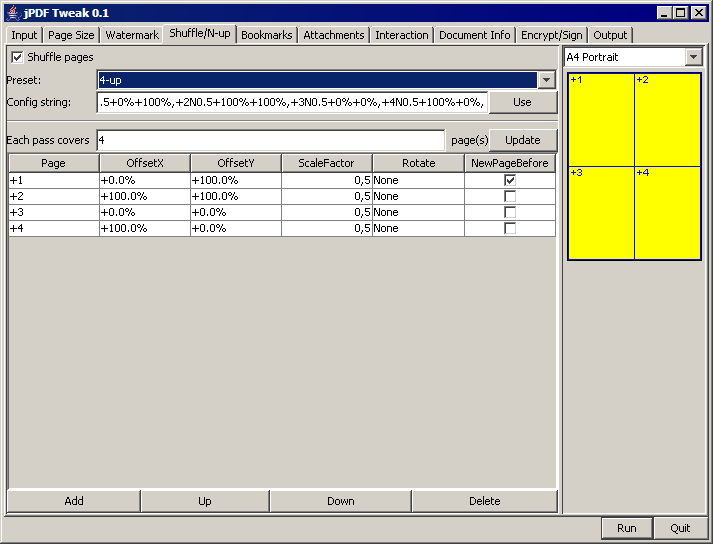 jPDF Tweak 0.1
Input Page Size Watermark Shuffle/N-up Bookmarks Attachments Interaction Document Info Encrypt/Sign Output
Shuffle pages
A4 Portrait
Preset: 4-up
Config string: .5+0%+100%,+2N0.5+100%+100%,+3N0.5+0%+0%,+4N0.5+100%+0%, Use
Each pass covers 4 page(s) Update
Page OffsetX OffsetY ScaleFactor Rotate NewPageBefore
+1 +0.0% +100.0% 0,5 None
+2 +100.0% +100.0% 0,5 None
+3 +0.0% +0.0% 0,5 None
+4 +100.0% +0.0% 0,5 None
+1 +2
+3 +4
Add Up Down Delete
Run Quit